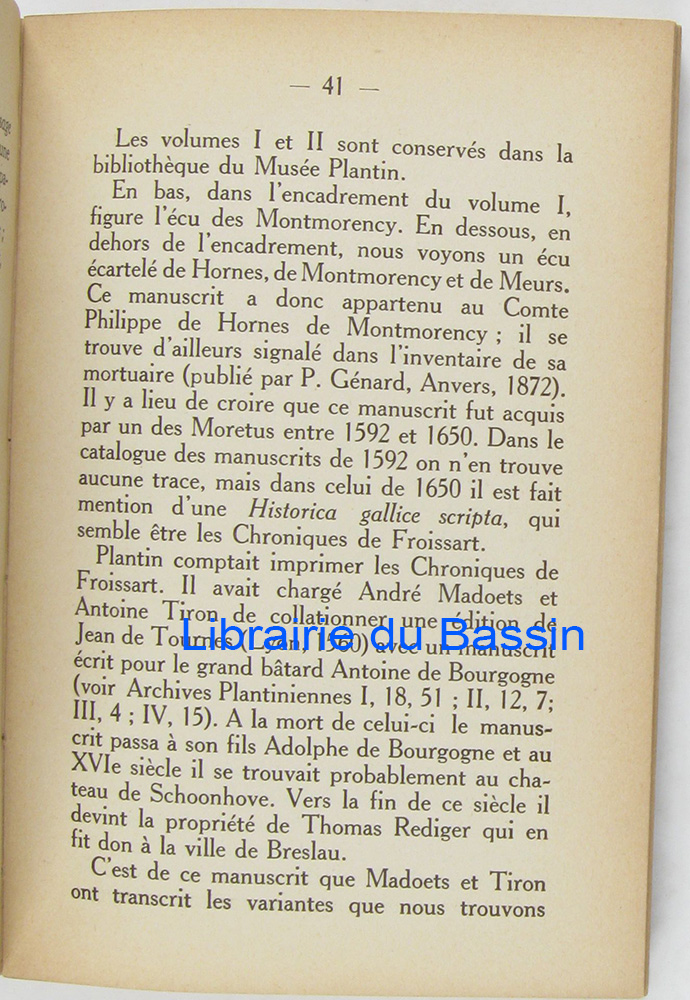 — 41 —
Les volumes I et II sont conservés dans la
bibliothèque du Musée Plantin.
En bas, dans l'encadrement du volume I,
figure l'écu des Montmorency. En dessous, en
dehors de l'encadrement, nous voyons un écu
écartelé de Hornes, de Montmorency et de Meurs.
Ce manuscrit a donc appartenu au Comte
Philippe de Hornes de Montmorency ; il se
trouve d'ailleurs signalé dans l'inventaire de sa
mortuaire (publié par P. Génard, Anvers, 1872).
Il y a lieu de croire que ce manuscrit fut acquis
par un des Moretus entre 1592 et 1650. Dans le
catalogue des manuscrits de 1592 on n'en trouve
aucune trace, mais dans celui de 1650 il est fait
mention d'une Historica gallice scripta, qui
semble être les Chroniques de Froissart.
Plantin comptait imprimer les Chroniques de
Froissart. Il avait chargé André Madoets et
Antoine Tiron de collationner une édition de
Jean de Tournes (Lyon, 1560) avec un manuscrit
écrit pour le grand bâtard Antoine de Bourgogne
(voir Archives Plantiniennes I, 18, 51 ; II, 12, 7;
III, 4 ; IV, 15). A la mort de celui-ci le manus-
crit passa à son fils Adolphe de Bourgogne et au
XVIe siècle il se trouvait probablement au cha-
teau de Schoonhove. Vers la fin de ce siècle il
devint la propriété de Thomas Rediger qui en
fit don à la ville de Breslau.
C'est de ce manuscrit que Madoets et Tiron
ont transcrit les variantes que nous trouvons
Librairie du Bassin